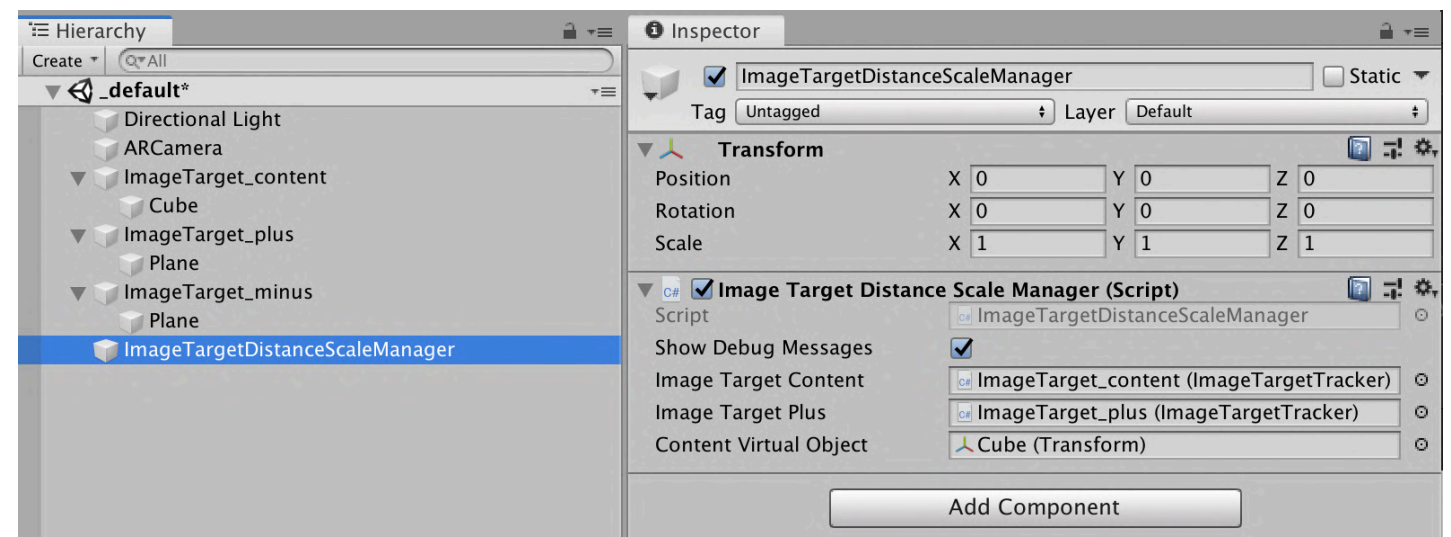 Hierarchy
Create
All
_default*
Directional Light
ARCamera
ImageTarget_content
Cube
ImageTarget_plus
Plane
ImageTarget_minus
Plane
ImageTargetDistanceScaleManager
Inspector
ImageTargetDistanceScaleManager Static
Tag Untagged Layer Default
Transform
Position X 0 Y 0 Z 0
Rotation X 0 Y 0 Z 0
Scale X 1 Y 1 Z 1
C# Image Target Distance Scale Manager (Script)
Script C# ImageTargetDistanceScaleManager
Show Debug Messages
Image Target Content C# ImageTarget_content (ImageTargetTracker)
Image Target Plus C# ImageTarget_plus (ImageTargetTracker)
Content Virtual Object Cube (Transform)
Add Component